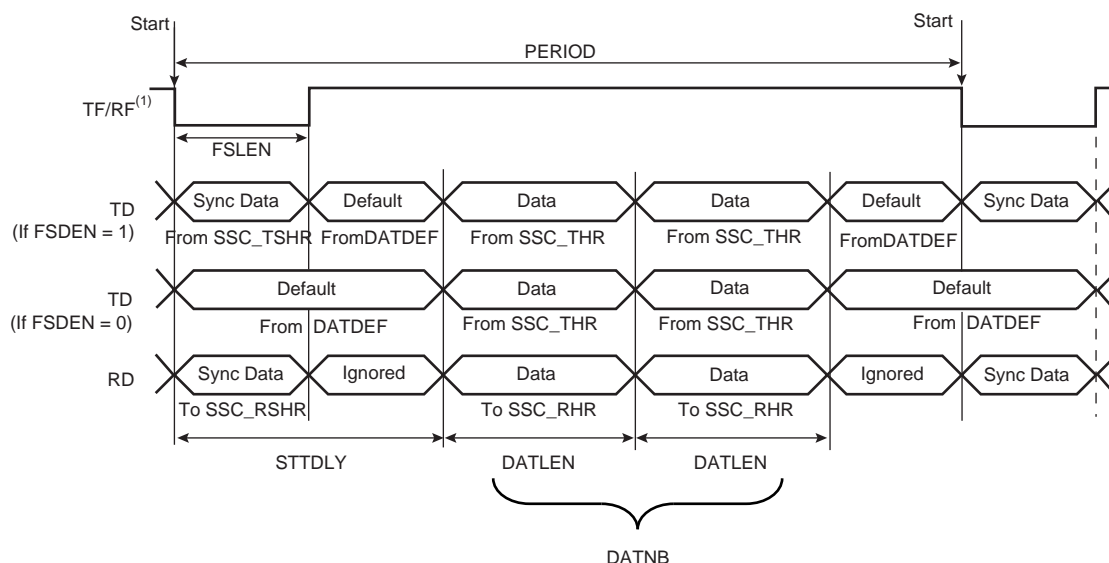 Start
Start
PERIOD
TF/RF(1)
FSLEN
TD
(If FSDEN = 1)
Sync Data
Default
Data
Data
Default
Sync Data
From SSC_TSHR
FromDATDEF
From SSC_THR
From SSC_THR
FromDATDEF
TD
(If FSDEN = 0)
Default
Data
Data
Default
From DATDEF
From SSC_THR
From SSC_THR
From DATDEF
RD
Sync Data
Ignored
Data
Data
Ignored
Sync Data
To SSC_RSHR
To SSC_RHR
To SSC_RHR
STTDLY
DATLEN
DATLEN
DATNB